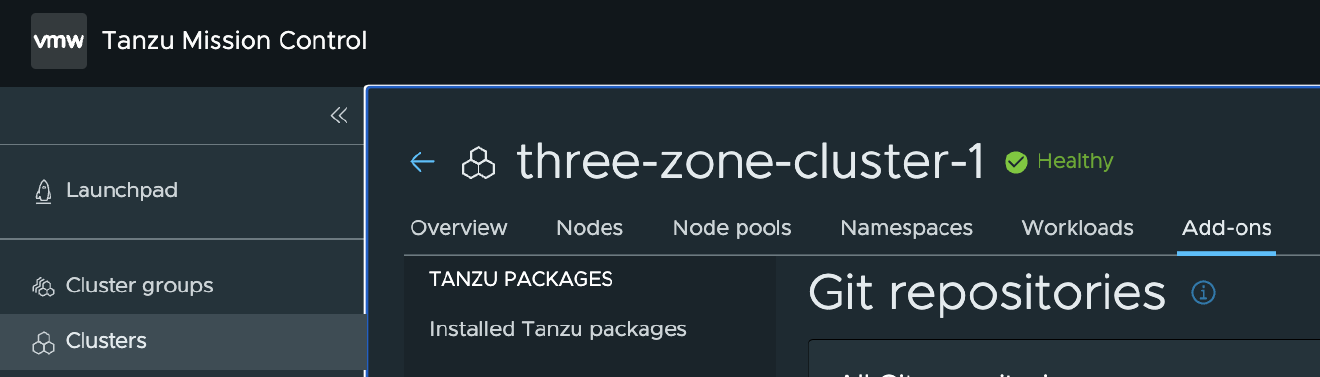 vmw Tanzu Mission Control
three-zone-cluster-1 Healthy
Launchpad
Overview Nodes Node pools Namespaces Workloads Add-ons
TANZU PACKAGES
Git repositories
Cluster groups
Installed Tanzu packages
Clusters